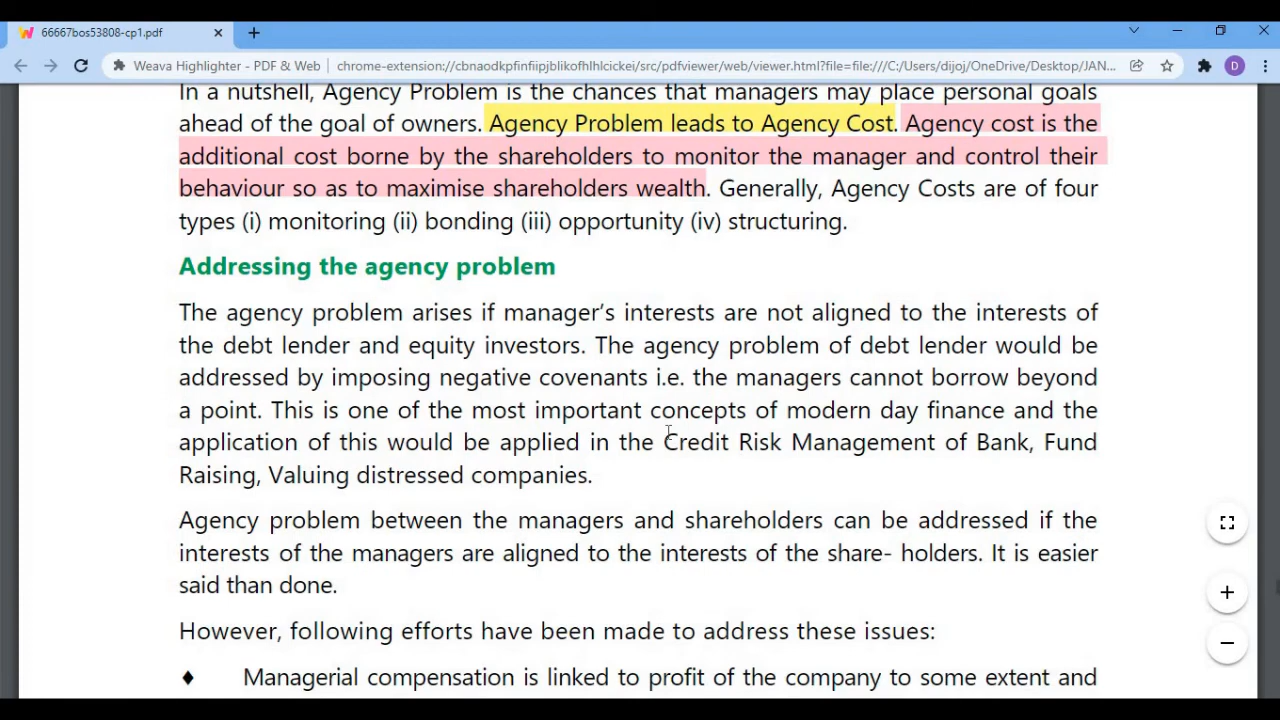 66667bos53808-cp1.pdf
Weava Highlighter - PDF & Web
chrome-extension://cbnaodkpfinfiipjblikofhlhlcickei/src/pdfviewer/web/viewer.html?file=file:///C:/Users/dijoj/OneDrive/Desktop/JAN...
D
In a nutshell, Agency Problem is the chances that managers may place personal goals
ahead of the goal of owners. Agency Problem leads to Agency Cost. Agency cost is the
additional cost borne by the shareholders to monitor the manager and control their
behaviour so as to maximise shareholders wealth. Generally, Agency Costs are of four
types (i) monitoring (ii) bonding (iii) opportunity (iv) structuring.
Addressing the agency problem
The agency problem arises if manager’s interests are not aligned to the interests of
the debt lender and equity investors. The agency problem of debt lender would be
addressed by imposing negative covenants i.e. the managers cannot borrow beyond
a point. This is one of the most important concepts of modern day finance and the
application of this would be applied in the Credit Risk Management of Bank, Fund
Raising, Valuing distressed companies.
Agency problem between the managers and shareholders can be addressed if the
interests of the managers are aligned to the interests of the share- holders. It is easier
said than done.
However, following efforts have been made to address these issues:
♦ Managerial compensation is linked to profit of the company to some extent and